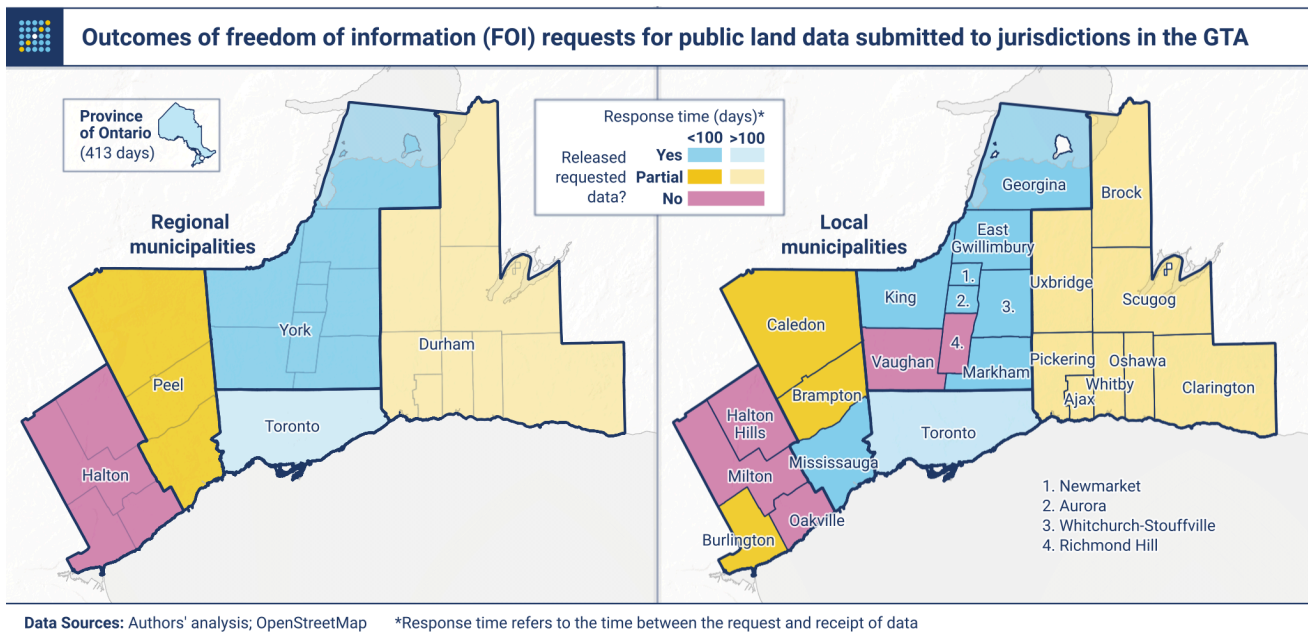 Outcomes of freedom of information (FOI) requests for public land data submitted to jurisdictions in the GTA
Province
of Ontario
(413 days)
Response time (days)*
<100 >100
Released
requested
data?
Yes
Partial
No
Regional
municipalities
York
Durham
Peel
Toronto
Halton
Local
municipalities
Georgina
Brock
East
Gwillimbury
1.
2.
3.
4.
King
Uxbridge
Scugog
Caledon
Vaughan
Markham
Pickering
Oshawa
Whitby
Ajax
Clarington
Brampton
Halton
Hills
Toronto
Mississauga
Milton
Oakville
Burlington
1. Newmarket
2. Aurora
3. Whitchurch-Stouffville
4. Richmond Hill
Data Sources: Authors' analysis; OpenStreetMap *Response time refers to the time between the request and receipt of data